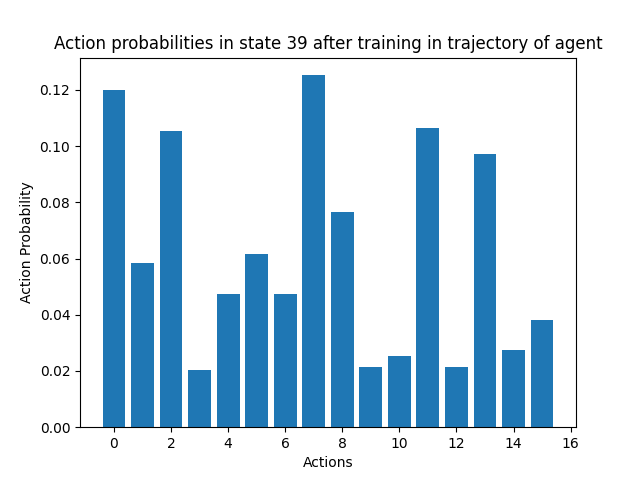 Action probabilities in state 39 after training in trajectory of agent
0.12
0.10
0.08
0.06
0.04
0.02
0.00
Action Probability
0 2 4 6 8 10 12 14 16
Actions